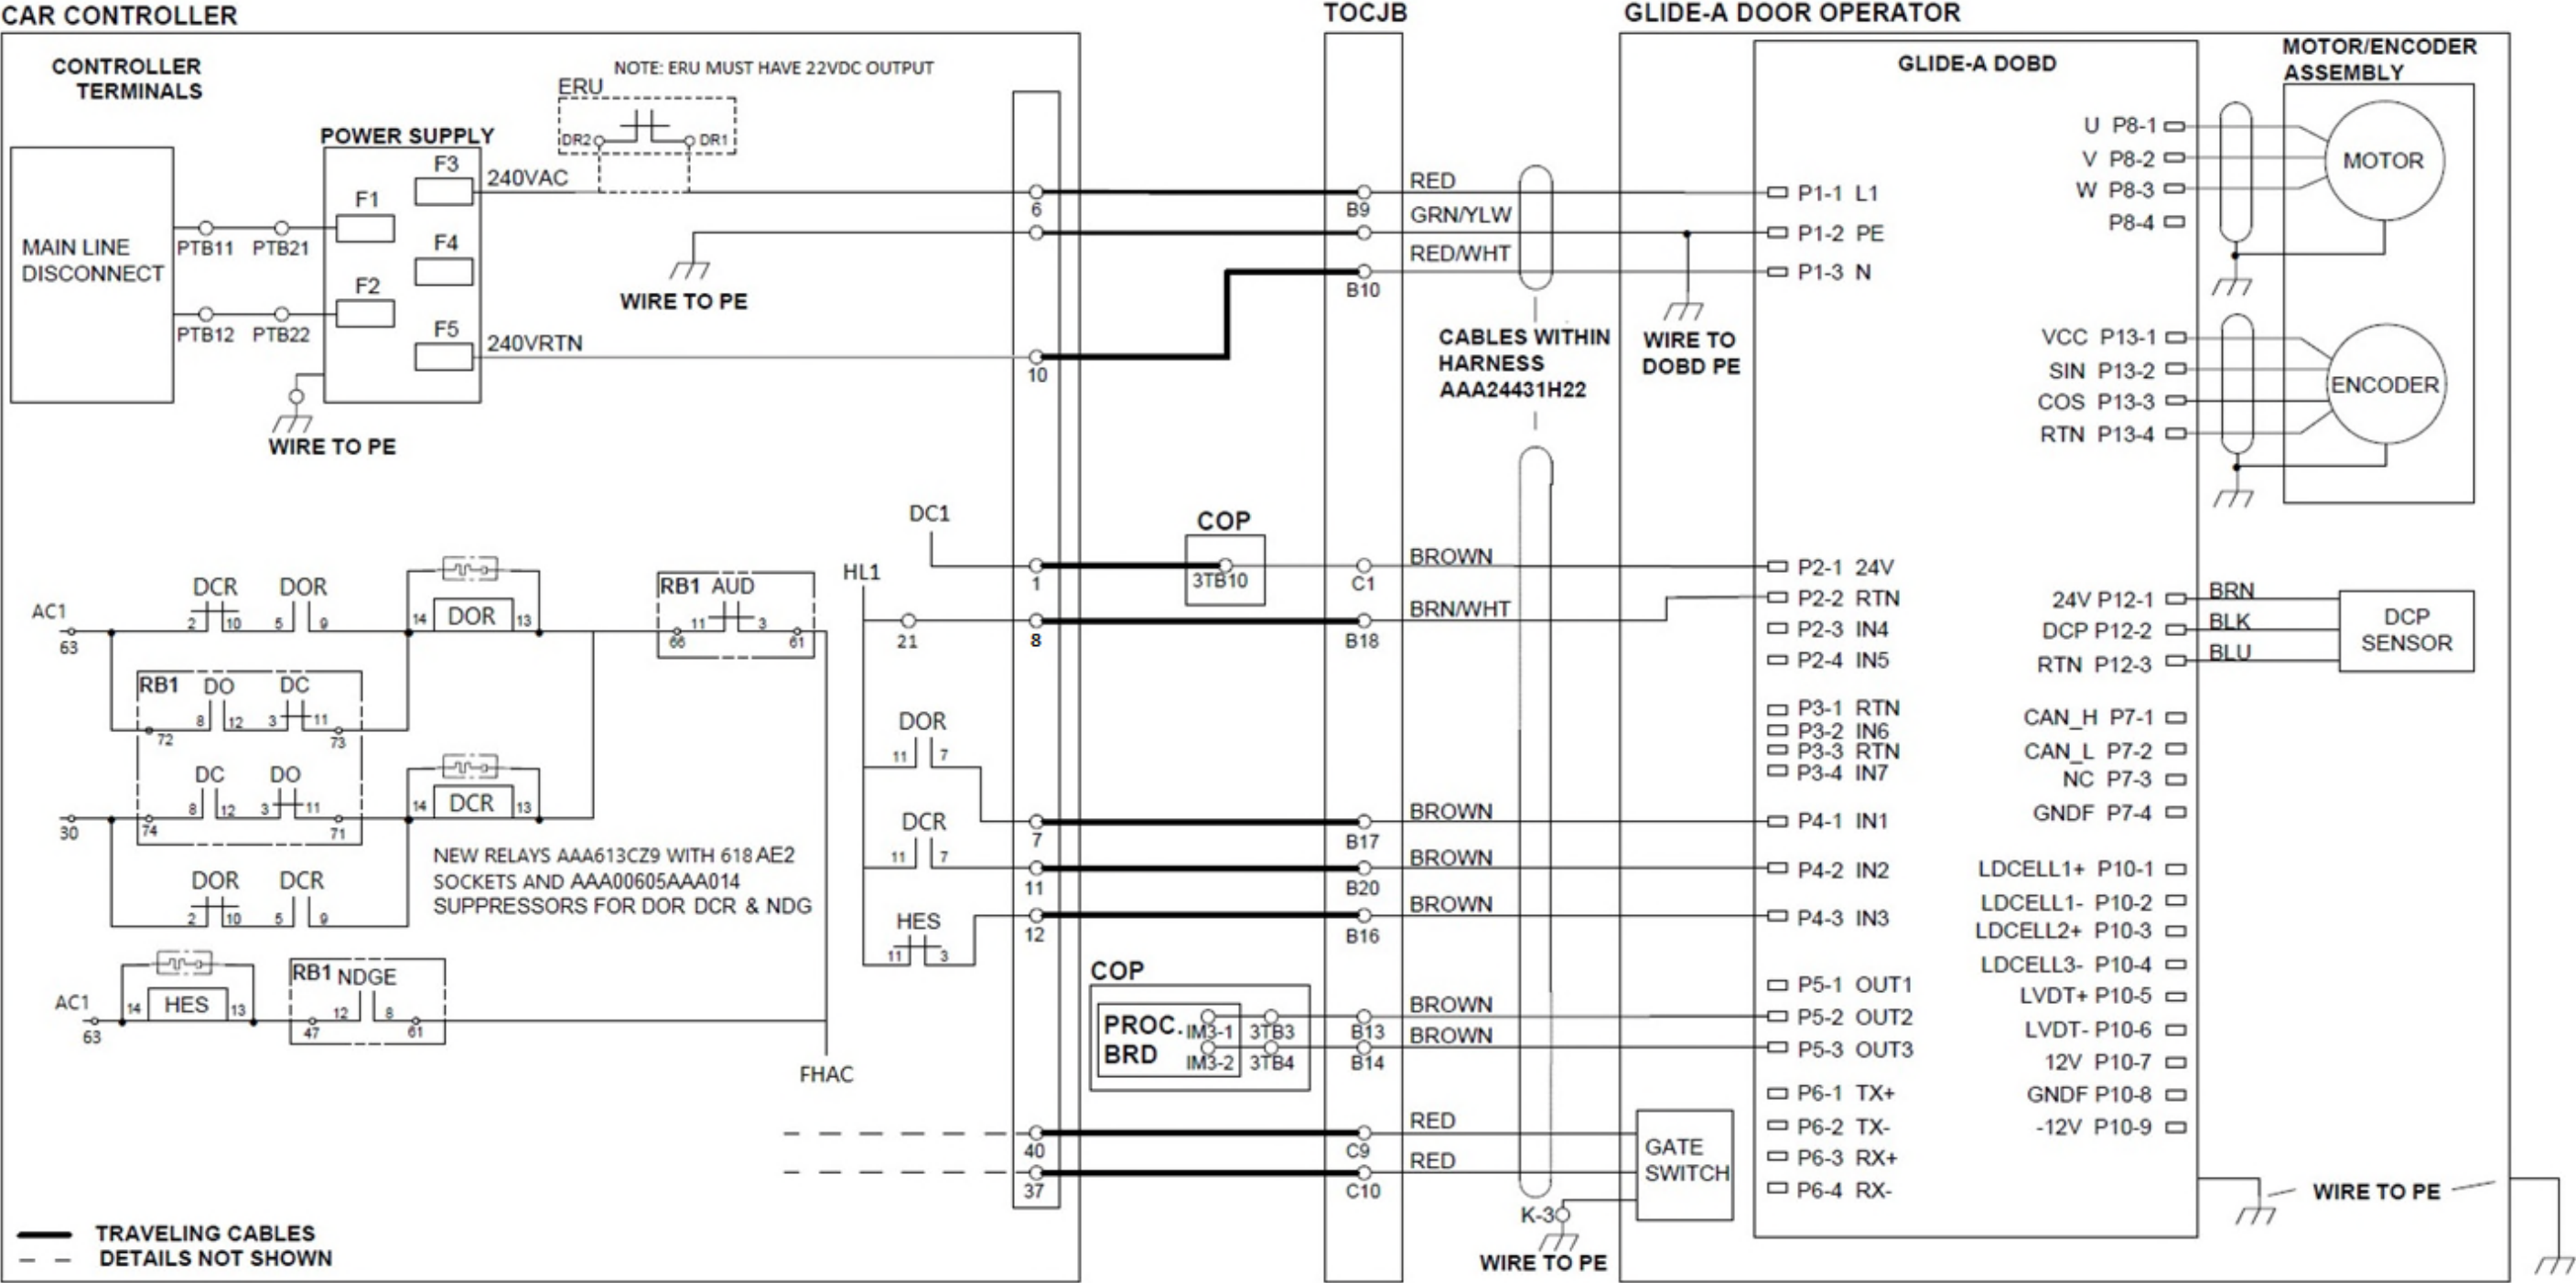 CAR CONTROLLER
TOCJB
GLIDE-A DOOR OPERATOR
CONTROLLER
TERMINALS
NOTE: ERU MUST HAVE 22VDC OUTPUT
ERU
DR2
DR1
POWER SUPPLY
MAIN LINE
DISCONNECT
PTB11
PTB21
PTB12
PTB22
F1
F2
F3
F4
F5
240VAC
240VRTN
WIRE TO PE
WIRE TO PE
6
10
B9
B10
RED
GRN/YLW
RED/WHT
CABLES WITHIN
HARNESS
AAA24431H22
WIRE TO
DOBD PE
GLIDE-A DOBD
P1-1 L1
P1-2 PE
P1-3 N
MOTOR/ENCODER
ASSEMBLY
U P8-1
V P8-2
W P8-3
P8-4
MOTOR
VCC P13-1
SIN P13-2
COS P13-3
RTN P13-4
ENCODER
AC1
63
DCR
2
10
DOR
5
9
14
DOR
13
RB1 AUD
66
11
3
61
RB1
DO
DC
72
8
12
3
11
73
DC
DO
30
74
8
12
3
11
71
14
DCR
13
DOR
DCR
2
10
5
9
NEW RELAYS AAA613CZ9 WITH 618AE2
SOCKETS AND AAA00605AAA014
SUPPRESSORS FOR DOR DCR & NDG
AC1
63
14
HES
13
RB1 NDGE
47
12
8
61
FHAC
DC1
HL1
21
DOR
11
7
DCR
11
7
HES
11
3
1
8
7
11
12
40
37
COP
3TB10
C1
B18
B17
B20
B16
BROWN
BRN/WHT
BROWN
BROWN
BROWN
COP
PROC.
BRD
IM3-1
3TB3
B13
IM3-2
3TB4
B14
BROWN
BROWN
RED
C9
RED
C10
K-3
WIRE TO PE
GATE
SWITCH
P2-1 24V
P2-2 RTN
P2-3 IN4
P2-4 IN5
P3-1 RTN
P3-2 IN6
P3-3 RTN
P3-4 IN7
P4-1 IN1
P4-2 IN2
P4-3 IN3
P5-1 OUT1
P5-2 OUT2
P5-3 OUT3
P6-1 TX+
P6-2 TX-
P6-3 RX+
P6-4 RX-
24V P12-1
DCP P12-2
RTN P12-3
BRN
BLK
BLU
DCP
SENSOR
CAN_H P7-1
CAN_L P7-2
NC P7-3
GNDF P7-4
LDCELL1+ P10-1
LDCELL1- P10-2
LDCELL2+ P10-3
LDCELL3- P10-4
LVDT+ P10-5
LVDT- P10-6
12V P10-7
GNDF P10-8
-12V P10-9
WIRE TO PE
TRAVELING CABLES
DETAILS NOT SHOWN